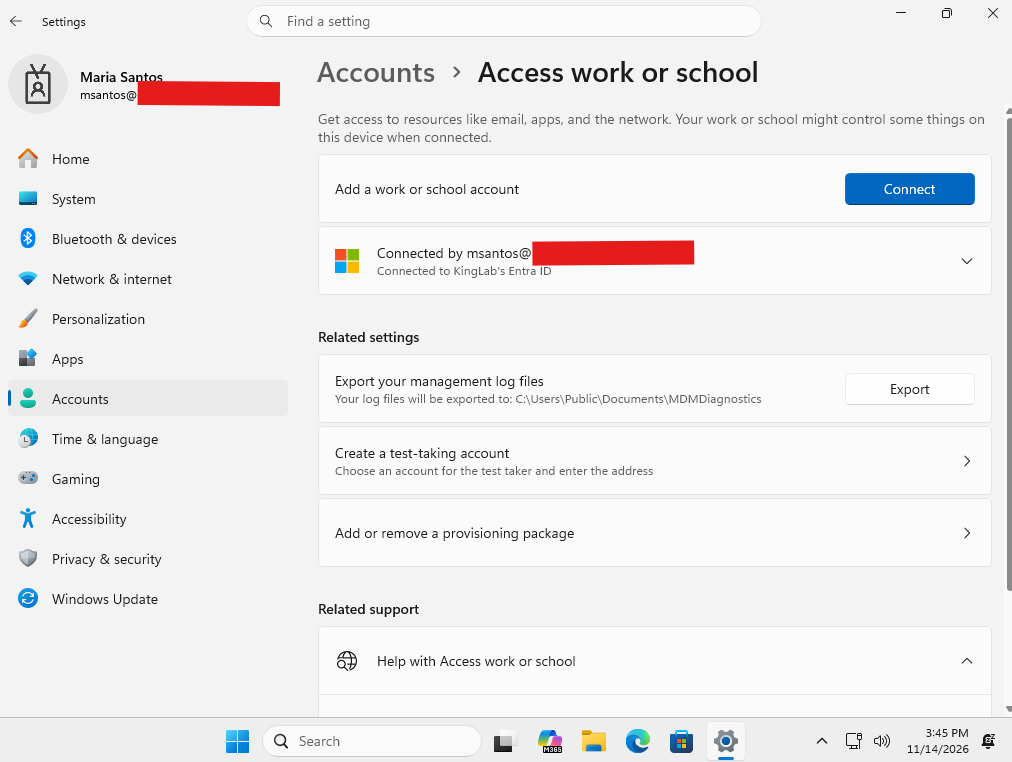 Settings
Find a setting
Maria Santos
msantos@
Home
System
Bluetooth & devices
Network & internet
Personalization
Apps
Accounts
Time & language
Gaming
Accessibility
Privacy & security
Windows Update
Accounts > Access work or school
Get access to resources like email, apps, and the network. Your work or school might control some things on
this device when connected.
Add a work or school account
Connect
Connected by msantos@
Connected to KingLab's Entra ID
Related settings
Export your management log files
Your log files will be exported to: C:\Users\Public\Documents\MDMDiagnostics
Export
Create a test-taking account
Choose an account for the test taker and enter the address
Add or remove a provisioning package
Related support
Help with Access work or school
Search
M365
3:45 PM
11/14/2026